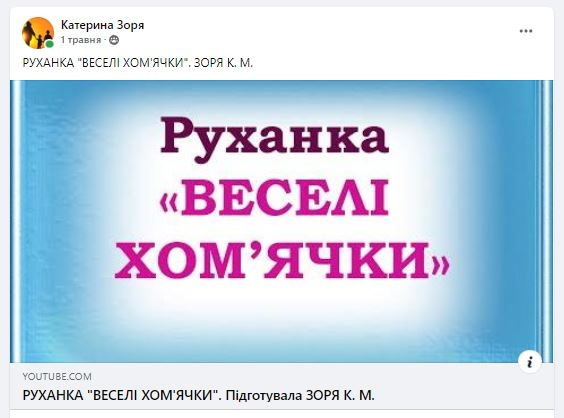 Катерина Зоря
1 травня ·
РУХАНКА "ВЕСЕЛІ ХОМ'ЯЧКИ". ЗОРЯ К. М.
Руханка
«ВЕСЕЛІ
ХОМ’ЯЧКИ»
YOUTUBE.COM
РУХАНКА "ВЕСЕЛІ ХОМ'ЯЧКИ". Підготувала ЗОРЯ К. М.